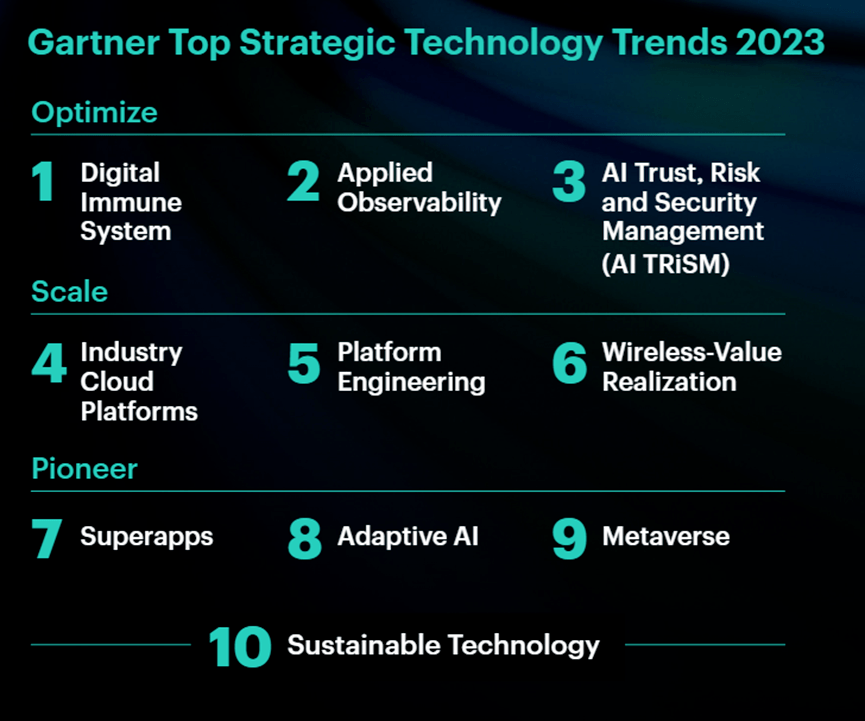 Gartner Top Strategic Technology Trends 2023
Optimize
1 Digital
Immune
System
2 Applied
Observability
3 AI Trust, Risk
and Security
Management
(AI TRiSM)
Scale
4 Industry
Cloud
Platforms
5 Platform
Engineering
6 Wireless-Value
Realization
Pioneer
7 Superapps
8 Adaptive AI
9 Metaverse
10 Sustainable Technology